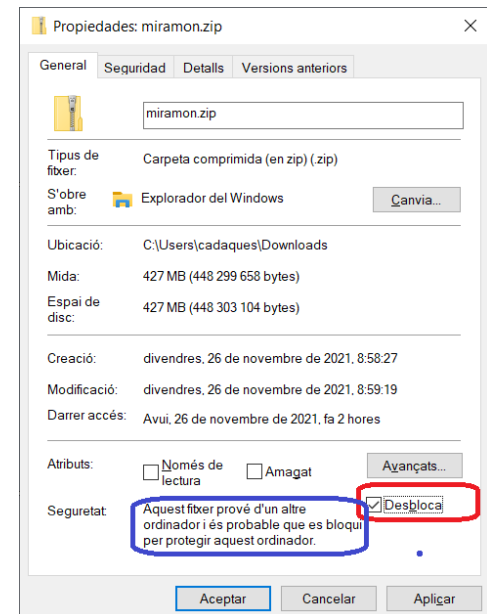 Propiedades: miramon.zip
General Seguridad Detalls Versions anteriors
miramon.zip
Tipus de
fitxer:
Carpeta comprimida (en zip) (.zip)
S'obre
amb:
Explorador del Windows
Canvia...
Ubicació: C:\Users\cadaques\Downloads
Mida: 427 MB (448 299 658 bytes)
Espai de
disc:
427 MB (448 303 104 bytes)
Creació: divendres, 26 de novembre de 2021, 8:58:27
Modificació: divendres, 26 de novembre de 2021, 8:59:19
Darrer accés: Avui, 26 de novembre de 2021, fa 2 hores
Atributs:
Només de
lectura
Amagat
Avançats...
Seguretat:
Aquest fitxer prové d'un altre
ordinador i és probable que es bloqui
per protegir aquest ordinador.
Desbloca
Aceptar Cancelar Aplicar